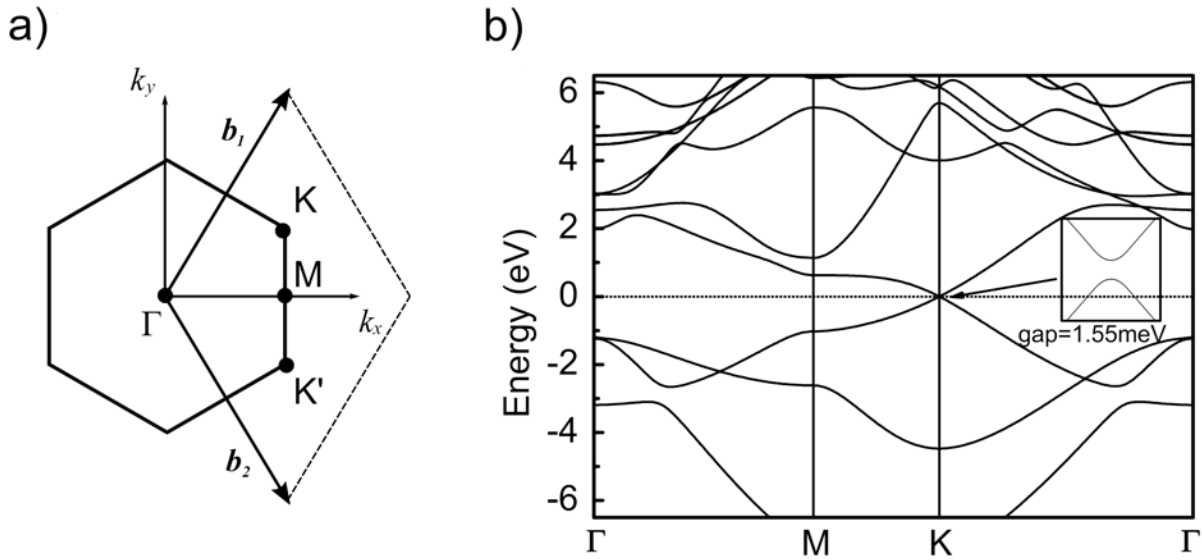 a)
k_y
b_1
K
M
Γ
k_x
K'
b_2
b)
Energy (eV)
6
4
2
0
-2
-4
-6
gap=1.55meV
Γ
M
K
Γ